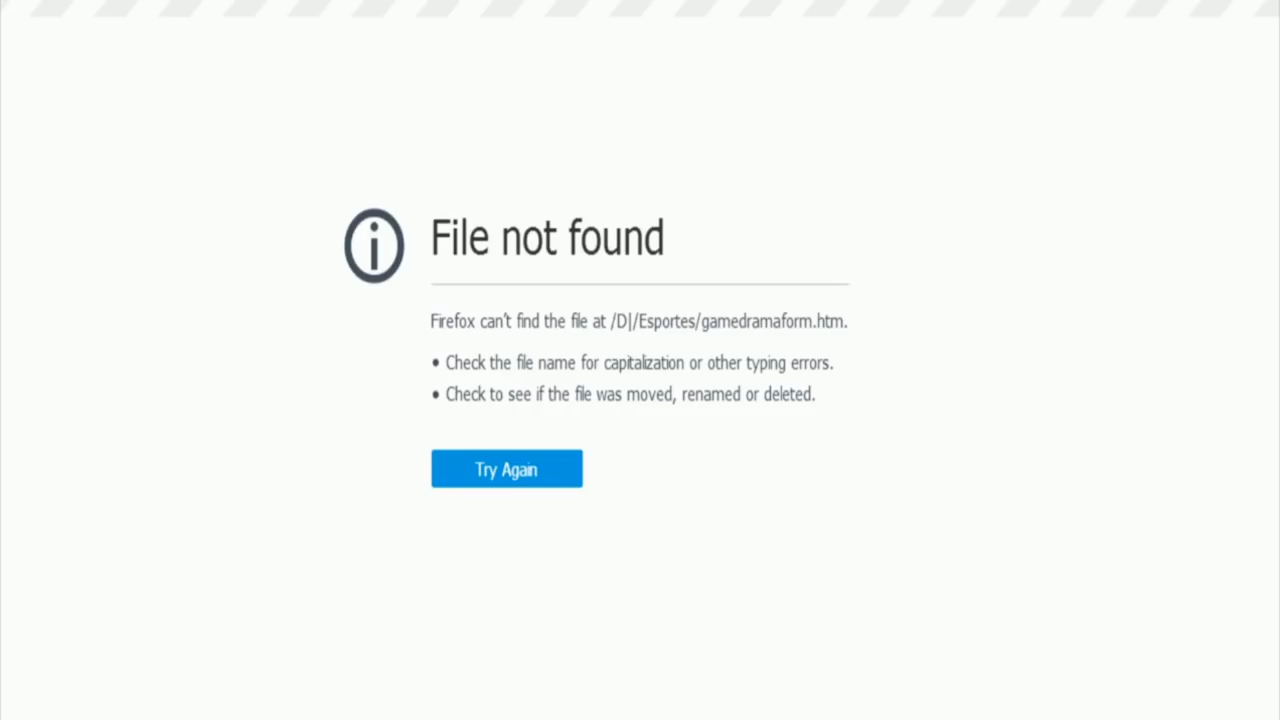 File not found
Firefox can't find the file at /D|/Esportes/gamedramaform.htm.
• Check the file name for capitalization or other typing errors.
• Check to see if the file was moved, renamed or deleted.
Try Again